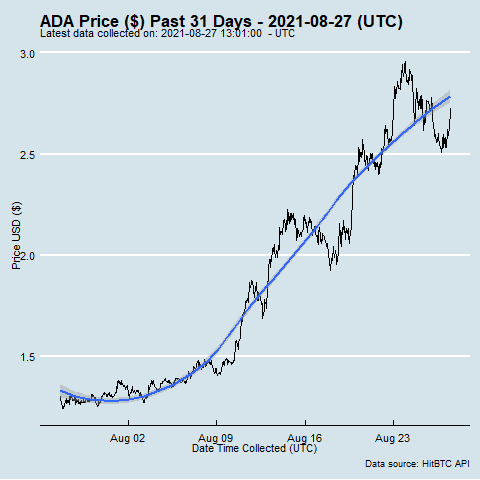 ADA Price ($) Past 31 Days - 2021-08-27 (UTC)
Latest data collected on: 2021-08-27 13:01:00  - UTC
3.0
2.5
2.0
1.5
Price USD ($)
Aug 02 Aug 09 Aug 16 Aug 23
Date Time Collected (UTC)
Data source: HitBTC API